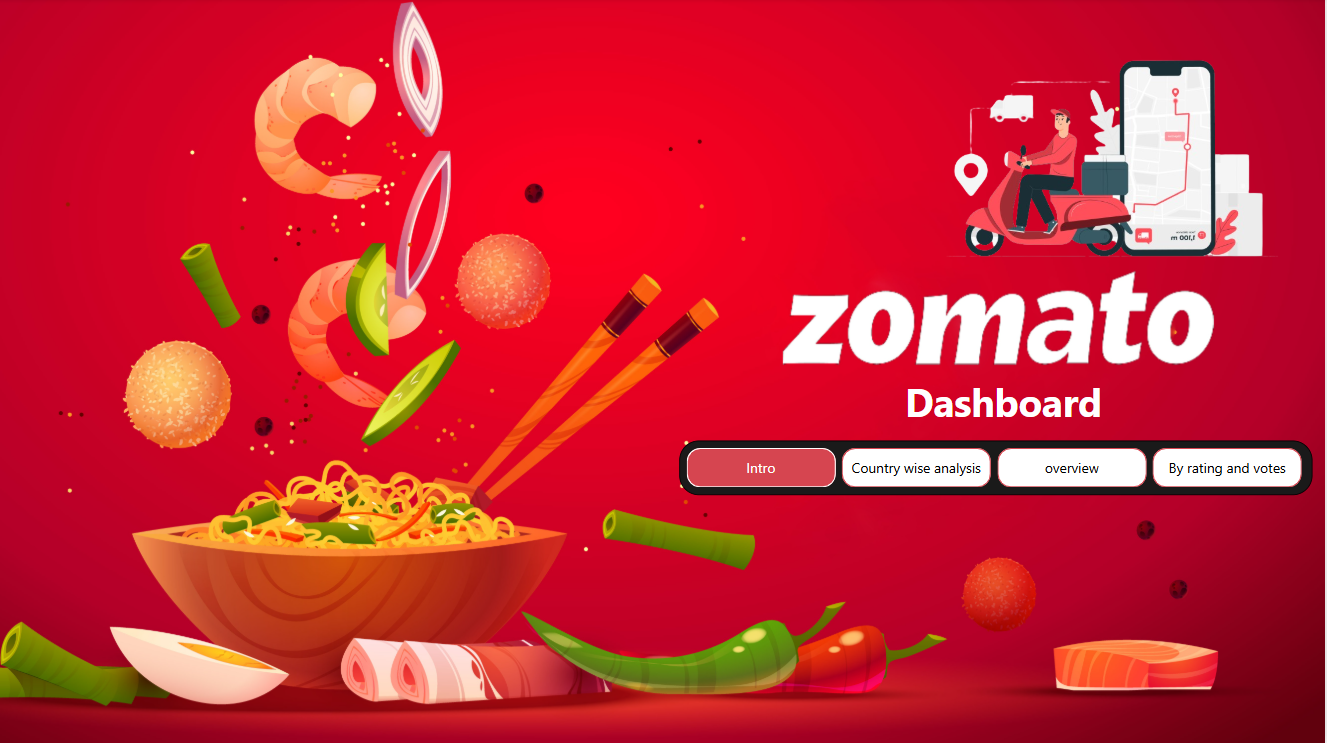 zomato
Dashboard
Intro
Country wise analysis
overview
By rating and votes